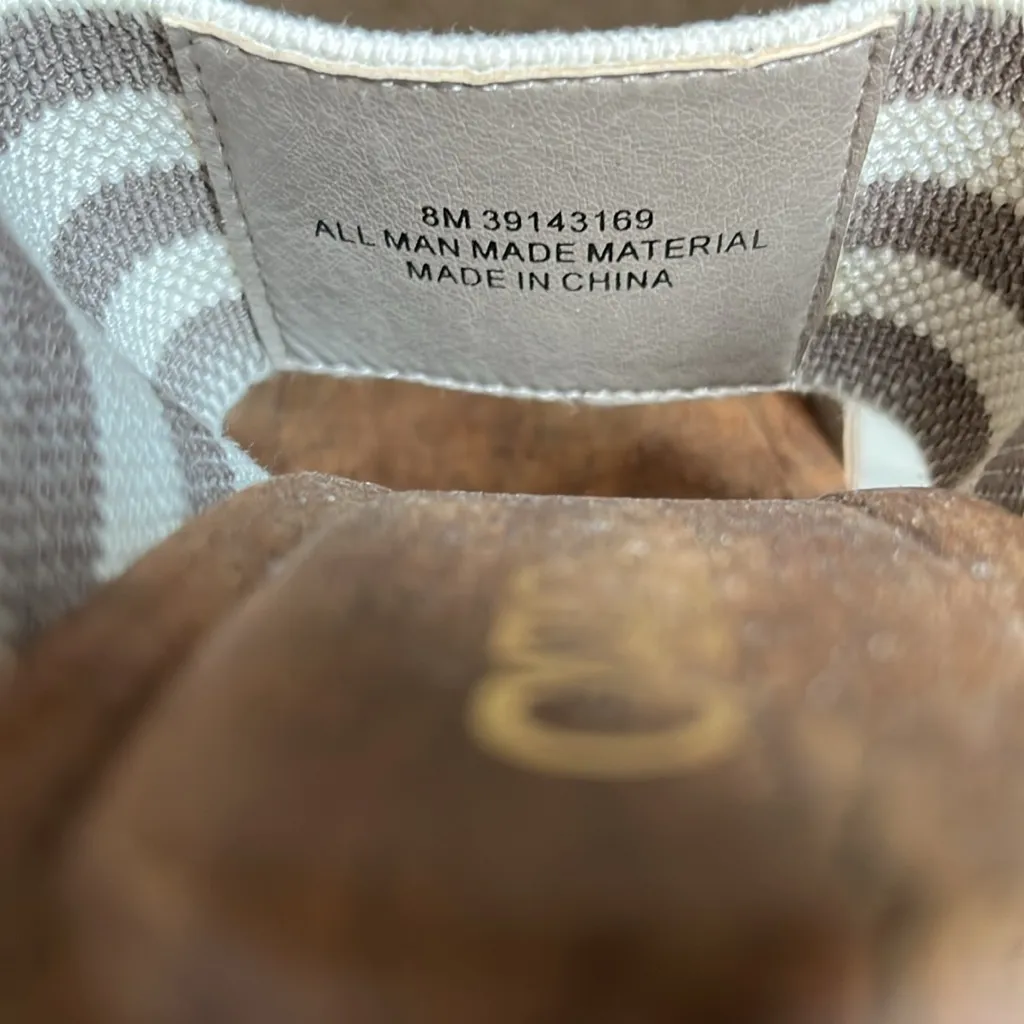 8M 39143169
ALL MAN MADE MATERIAL
MADE IN CHINA